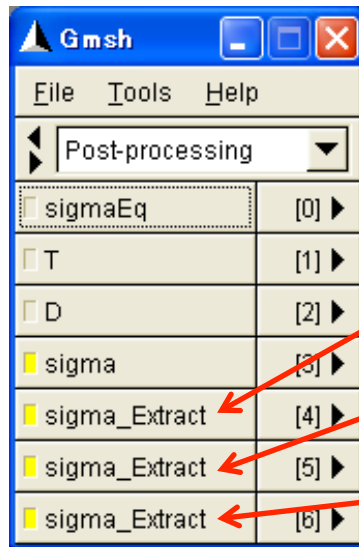 Gmsh
File Tools Help
Post-processing
sigmaEq [0]
T [1]
D [2]
sigma [3]
sigma_Extract [4]
sigma_Extract [5]
sigma_Extract [6]